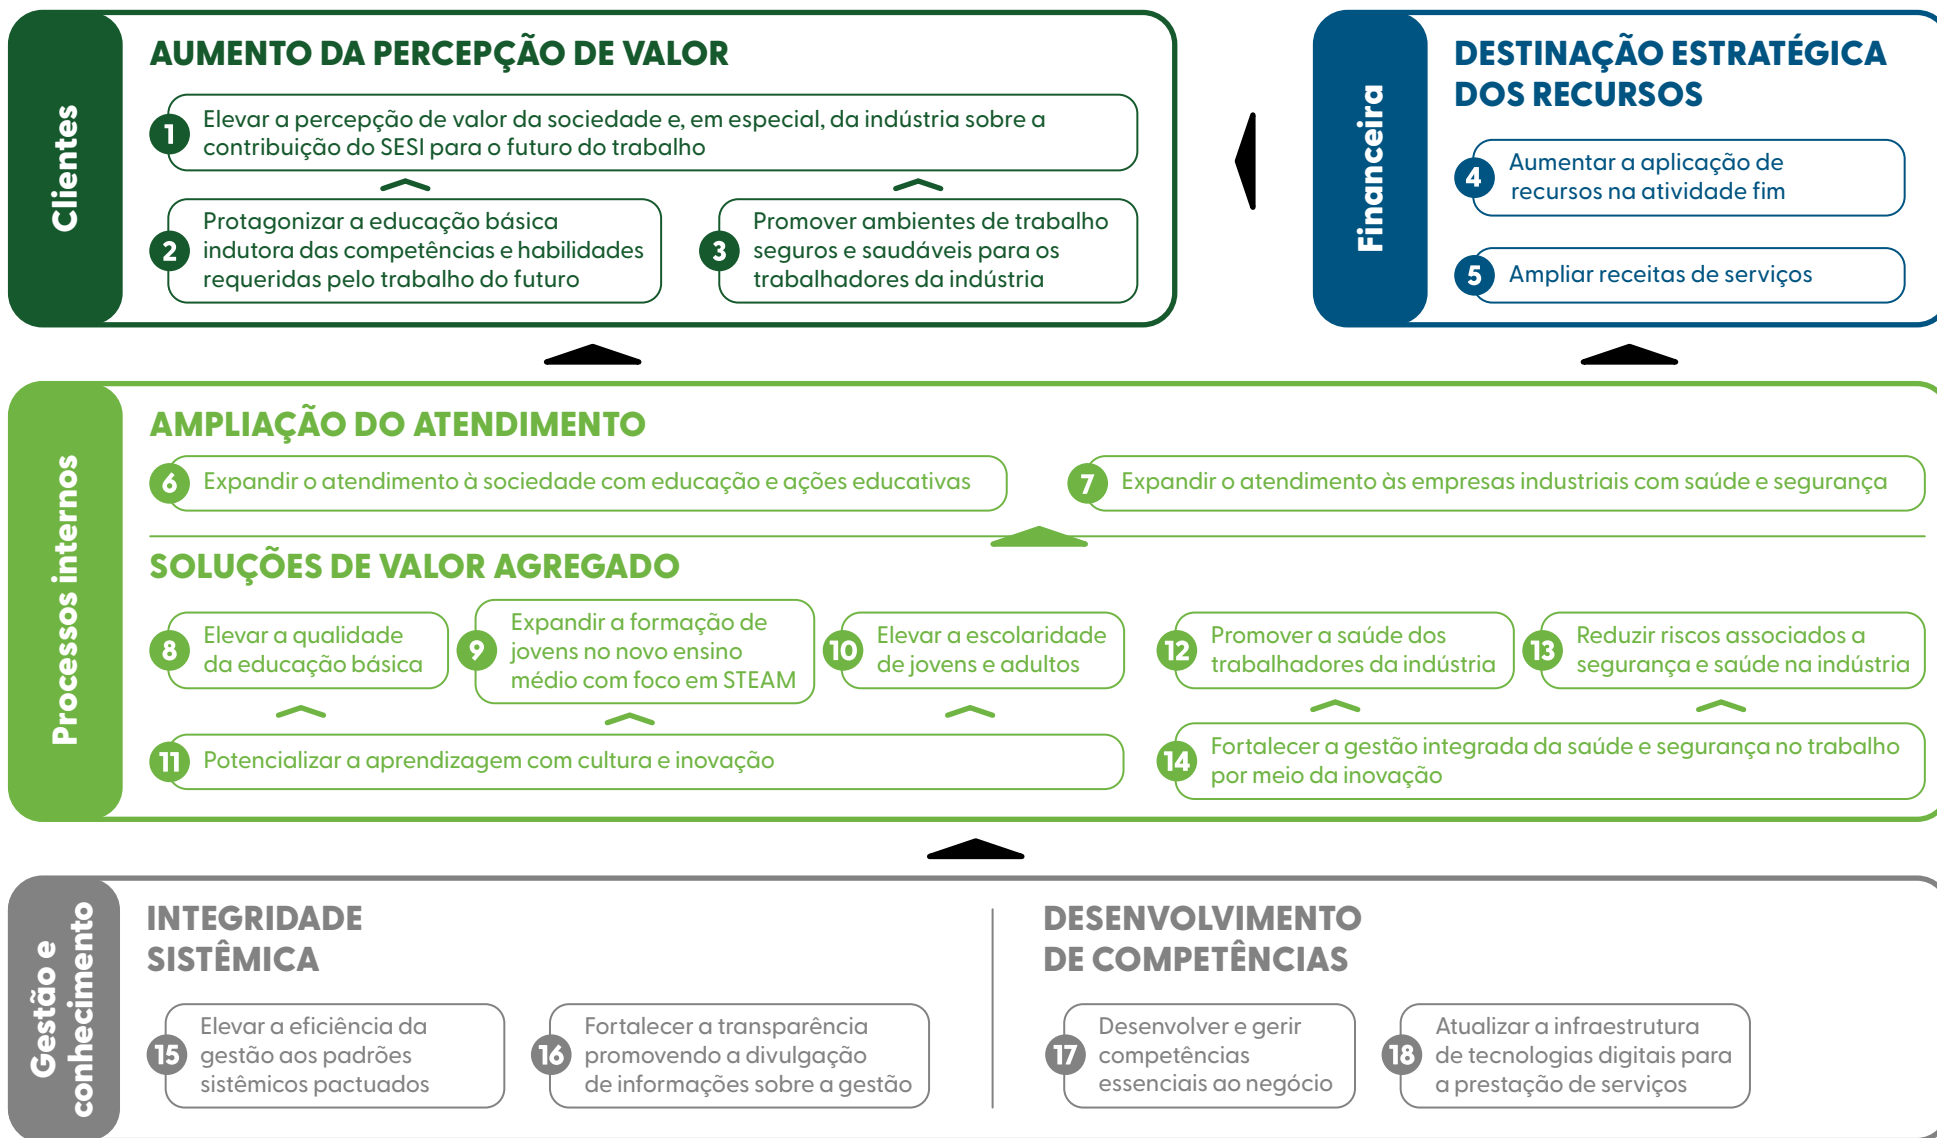 Clientes
AUMENTO DA PERCEPÇÃO DE VALOR
1
Elevar a percepção de valor da sociedade e, em especial, da indústria sobre a
contribuição do SESI para o futuro do trabalho
2
Protagonizar a educação básica
indutora das competências e habilidades
requeridas pelo trabalho do futuro
3
Promover ambientes de trabalho
seguros e saudáveis para os
trabalhadores da indústria
Financeira
DESTINAÇÃO ESTRATÉGICA
DOS RECURSOS
4
Aumentar a aplicação de
recursos na atividade fim
5
Ampliar receitas de serviços
Processos internos
AMPLIAÇÃO DO ATENDIMENTO
6
Expandir o atendimento à sociedade com educação e ações educativas
7
Expandir o atendimento às empresas industriais com saúde e segurança
SOLUÇÕES DE VALOR AGREGADO
8
Elevar a qualidade
da educação básica
9
Expandir a formação de
jovens no novo ensino
médio com foco em STEAM
10
Elevar a escolaridade
de jovens e adultos
11
Potencializar a aprendizagem com cultura e inovação
12
Promover a saúde dos
trabalhadores da indústria
13
Reduzir riscos associados a
segurança e saúde na indústria
14
Fortalecer a gestão integrada da saúde e segurança no trabalho
por meio da inovação
Gestão e
conhecimento
INTEGRIDADE
SISTÊMICA
15
Elevar a eficiência da
gestão aos padrões
sistêmicos pactuados
16
Fortalecer a transparência
promovendo a divulgação
de informações sobre a gestão
DESENVOLVIMENTO
DE COMPETÊNCIAS
17
Desenvolver e gerir
competências
essenciais ao negócio
18
Atualizar a infraestrutura
de tecnologias digitais para
a prestação de serviços